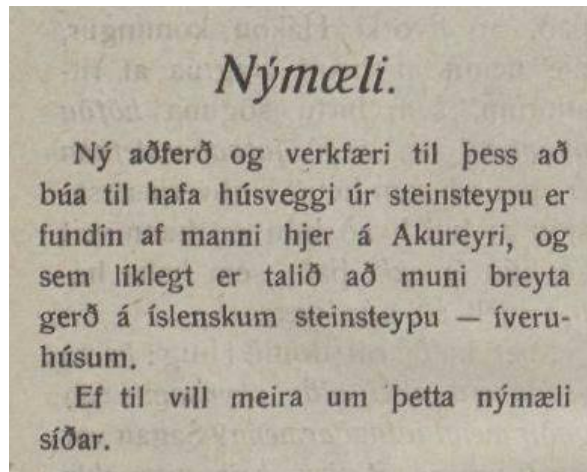 Nýmæli.
Ný aðferð og verkfæri til þess að
búa til hafa húsveggi úr steinsteypu er
fundin af manni hjer á Akureyri, og
sem líklegt er talið að muni breyta
gerð á íslenskum steinsteypu — íveru-
húsum.
Ef til vill meira um þetta nýmæli
síðar.